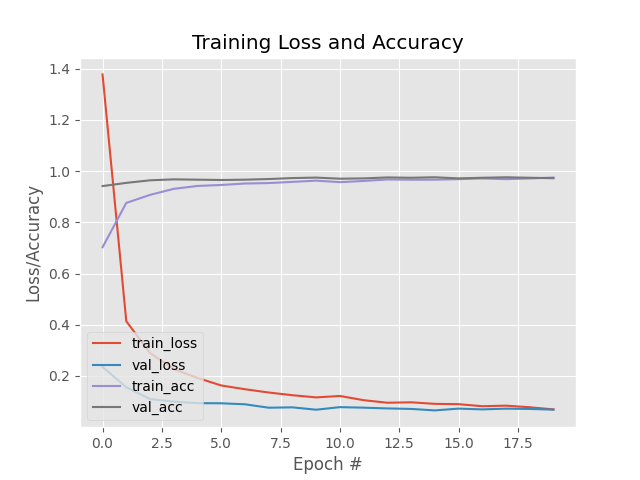 Training Loss and Accuracy
Loss/Accuracy
1.4
1.2
1.0
0.8
0.6
0.4
0.2
train_loss
val_loss
train_acc
val_acc
0.0 2.5 5.0 7.5 10.0 12.5 15.0 17.5
Epoch #